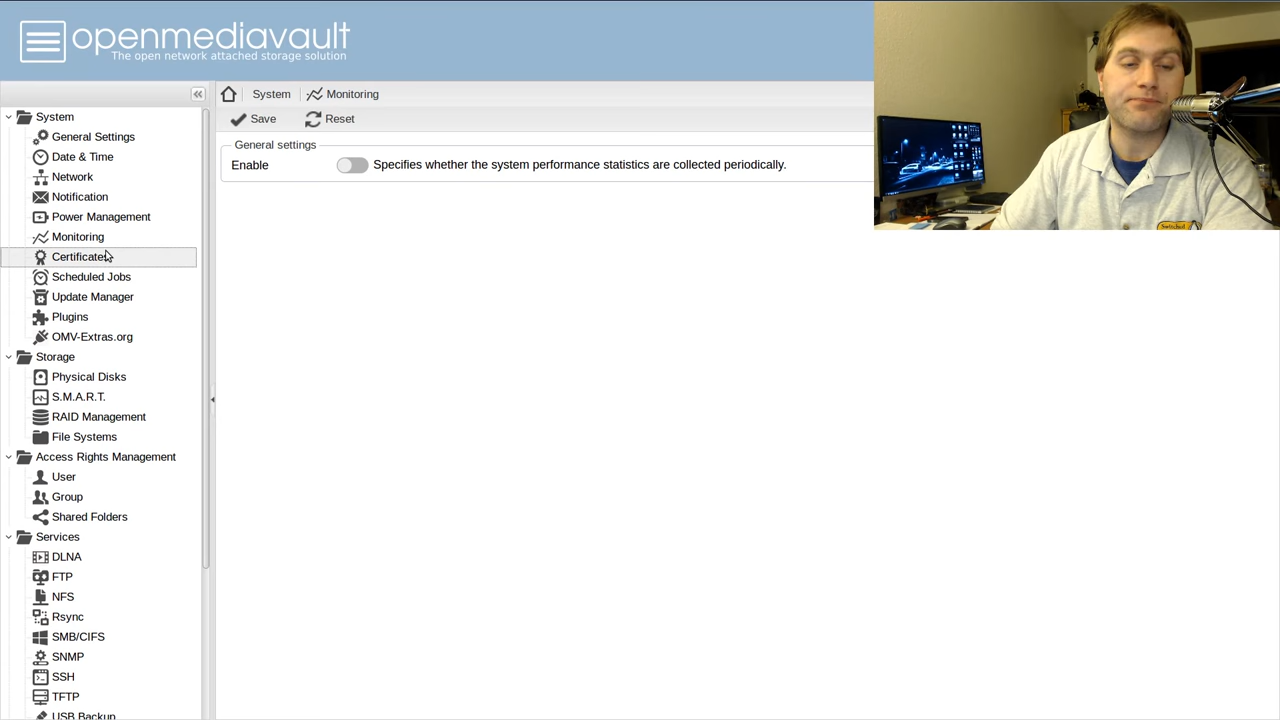 openmediavault
The open network attached storage solution
System
Monitoring
Save
Reset
General settings
Enable
Specifies whether the system performance statistics are collected periodically.
System
General Settings
Date & Time
Network
Notification
Power Management
Monitoring
Certificates
Scheduled Jobs
Update Manager
Plugins
OMV-Extras.org
Storage
Physical Disks
S.M.A.R.T.
RAID Management
File Systems
Access Rights Management
User
Group
Shared Folders
Services
DLNA
FTP
NFS
Rsync
SMB/CIFS
SNMP
SSH
TFTP
USB Backup
Switched